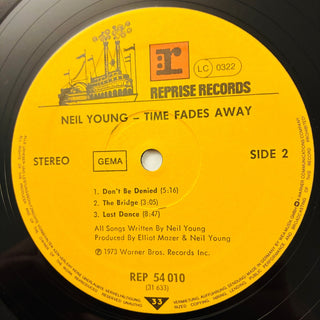 R
LC 0322
REPRISE RECORDS
NEIL YOUNG – TIME FADES AWAY
STEREO
GEMA
SIDE 2
1. Don't Be Denied (5:16)
2. The Bridge (3:05)
3. Last Dance (8:47)
All Songs Written by Neil Young
Produced by Elliot Mazer & Neil Young
Ⓟ 1973 Warner Bros. Records Inc.
REP 54 010
(31 633)
33